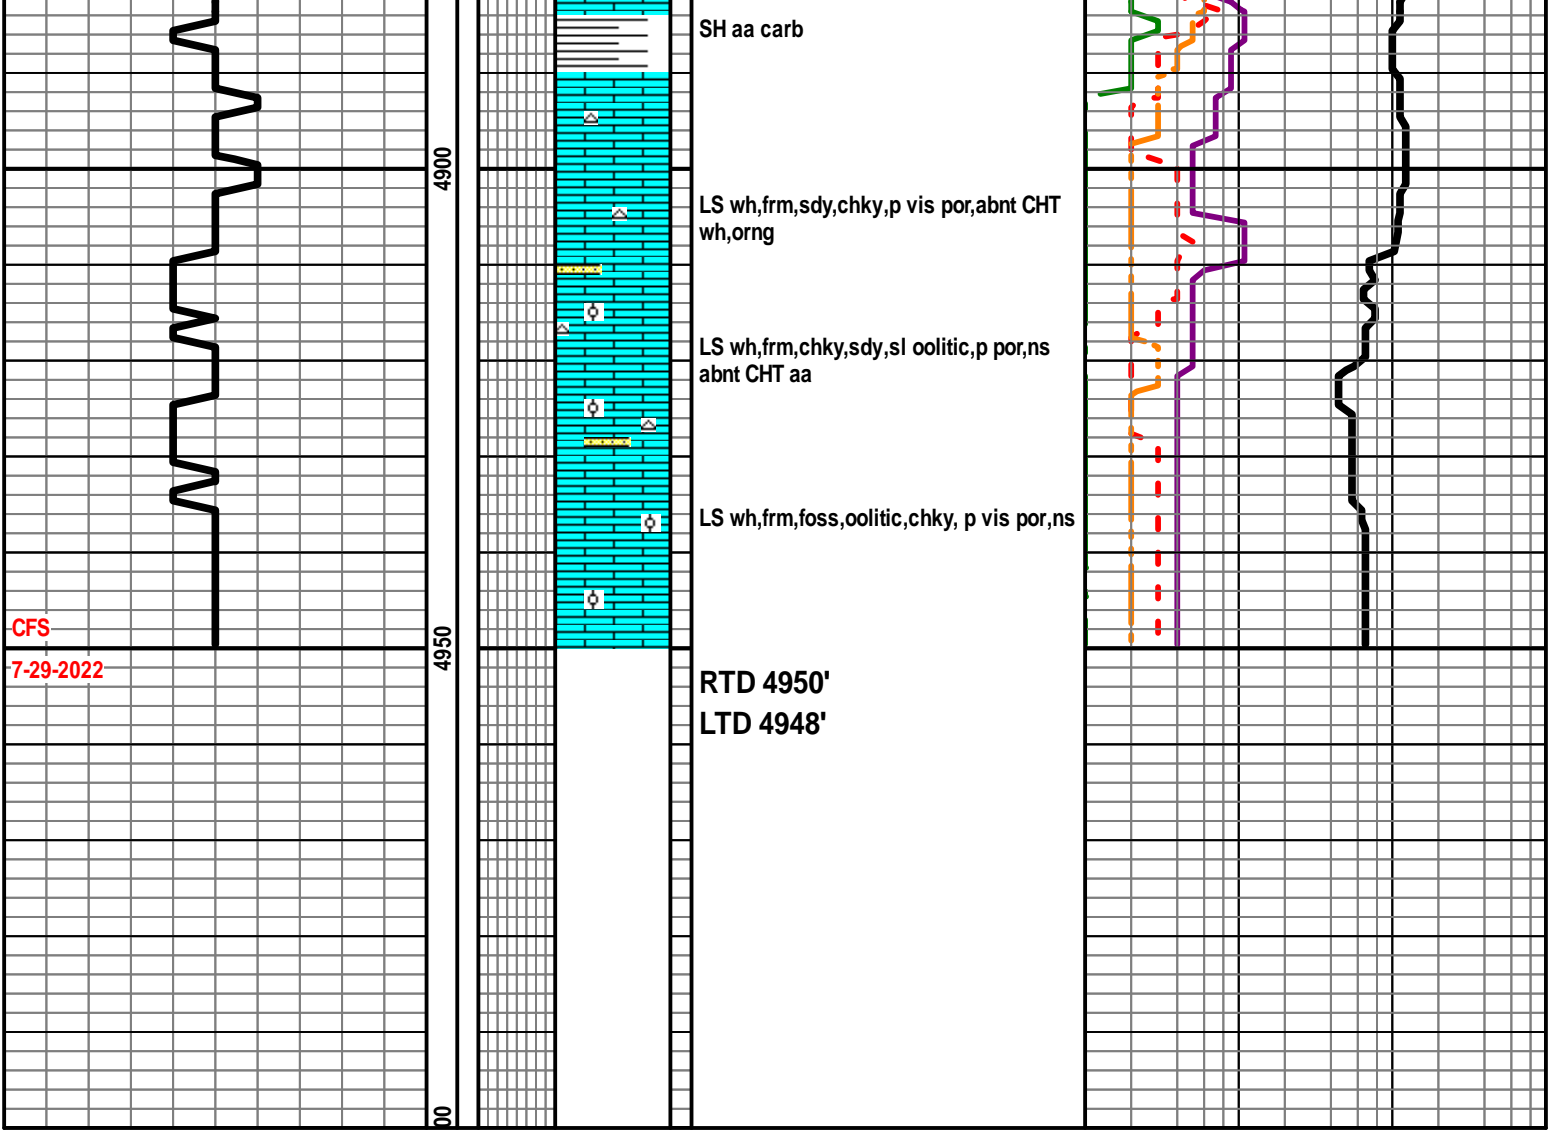 SH aa carb
4900
LS wh,frm,sdy,chky,p vis por,abnt CHT
wh,orng
LS wh,frm,chky,sdy,sl oolitic,p por,ns
abnt CHT aa
LS wh,frm,foss,oolitic,chky, p vis por,ns
CFS
4950
7-29-2022
RTD 4950'
LTD 4948'
00